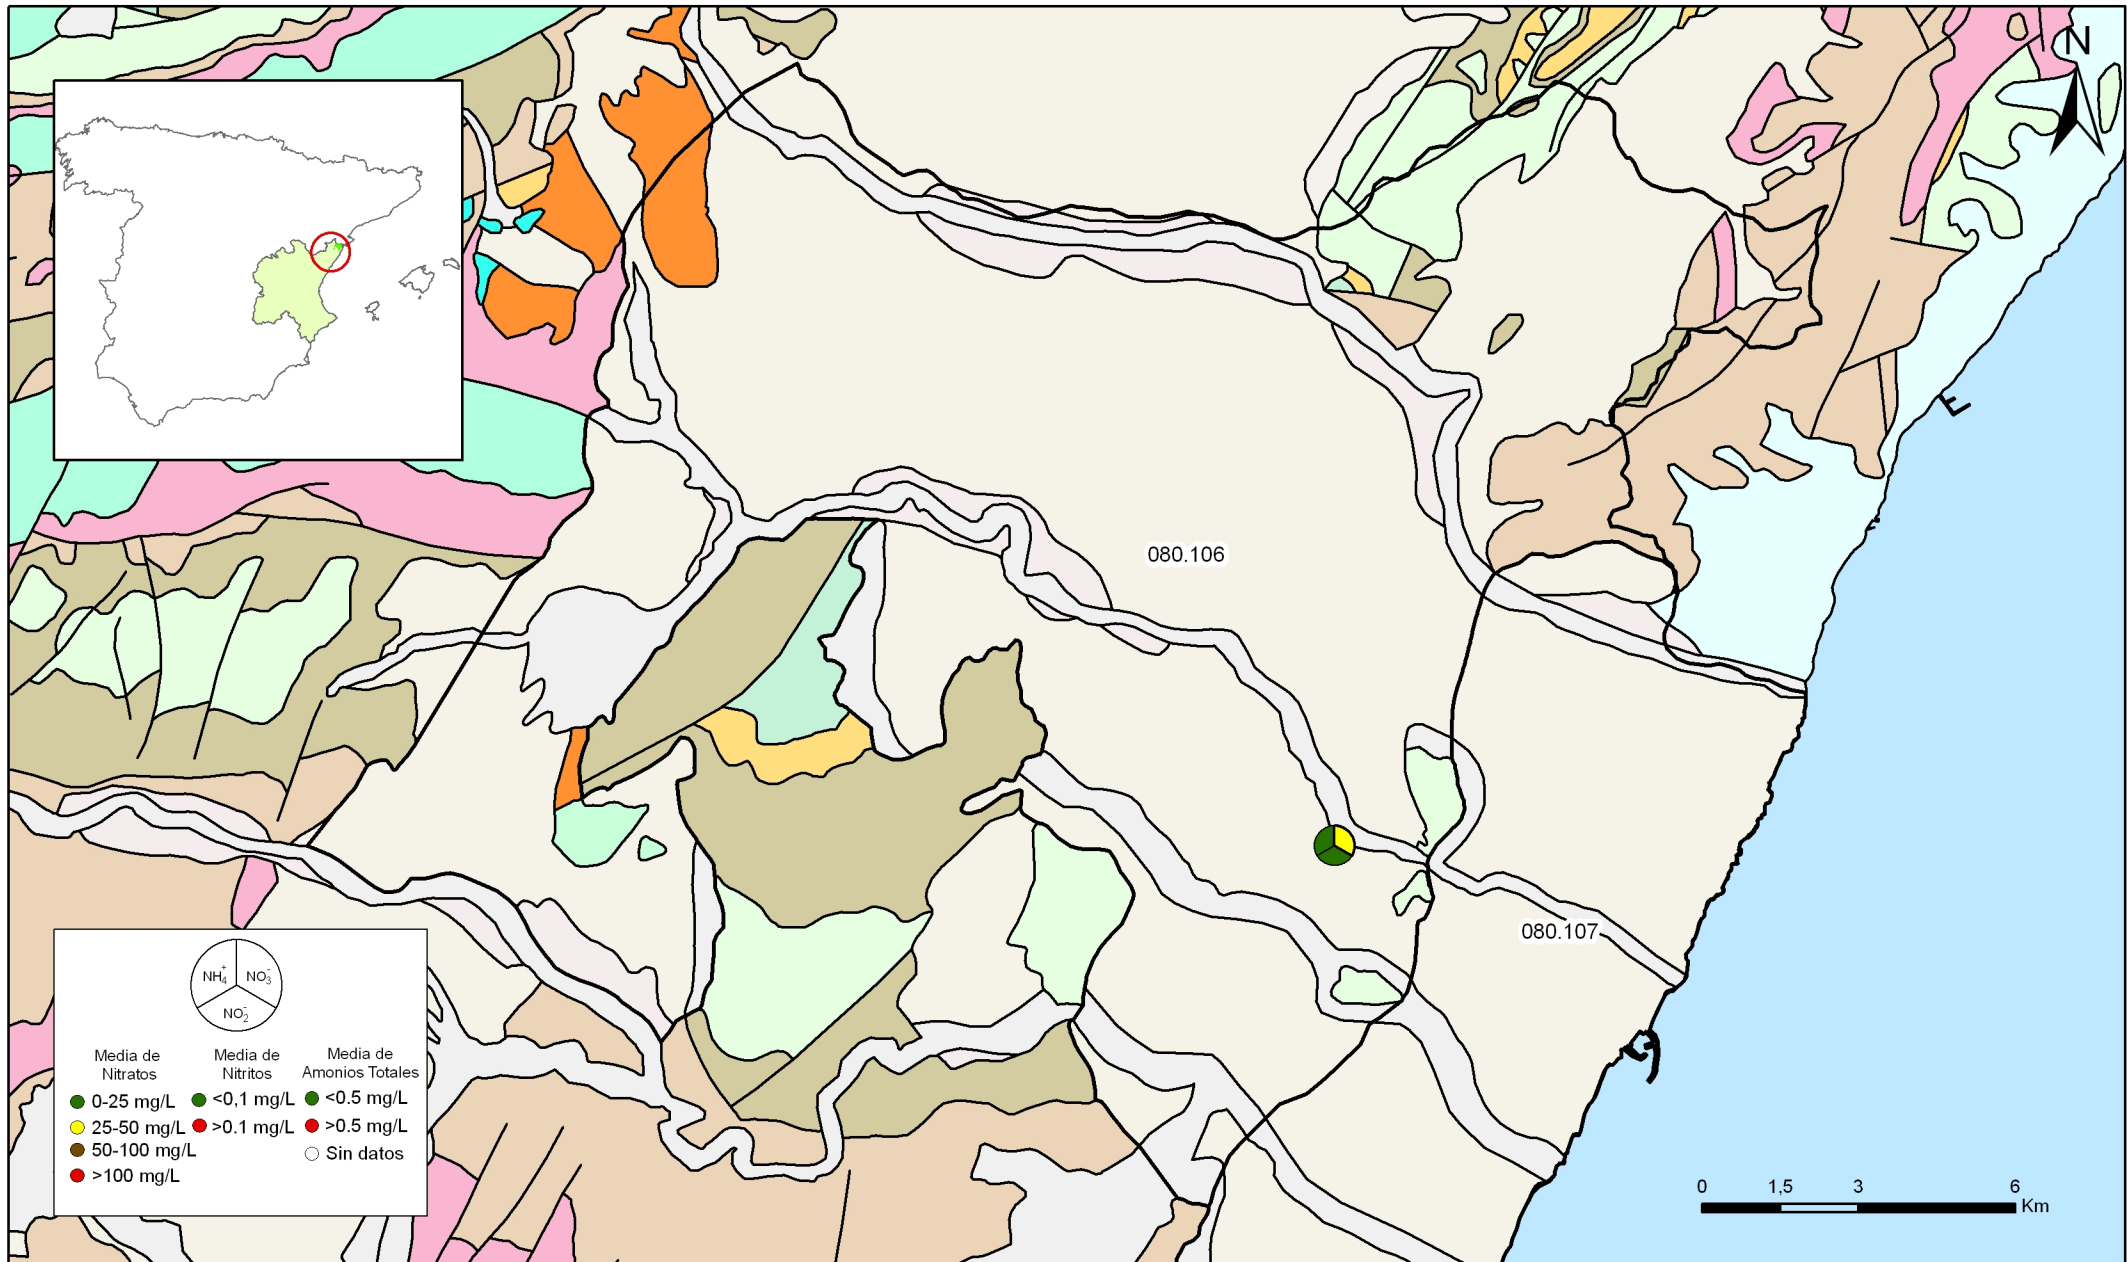 N
080.106
080.107
NH4+
NO3-
NO2-
Media de
Nitratos
0-25 mg/L
25-50 mg/L
50-100 mg/L
>100 mg/L
Media de
Nitritos
<0,1 mg/L
>0.1 mg/L
Media de
Amonios Totales
<0.5 mg/L
>0.5 mg/L
Sin datos
0 1,5 3 6
Km